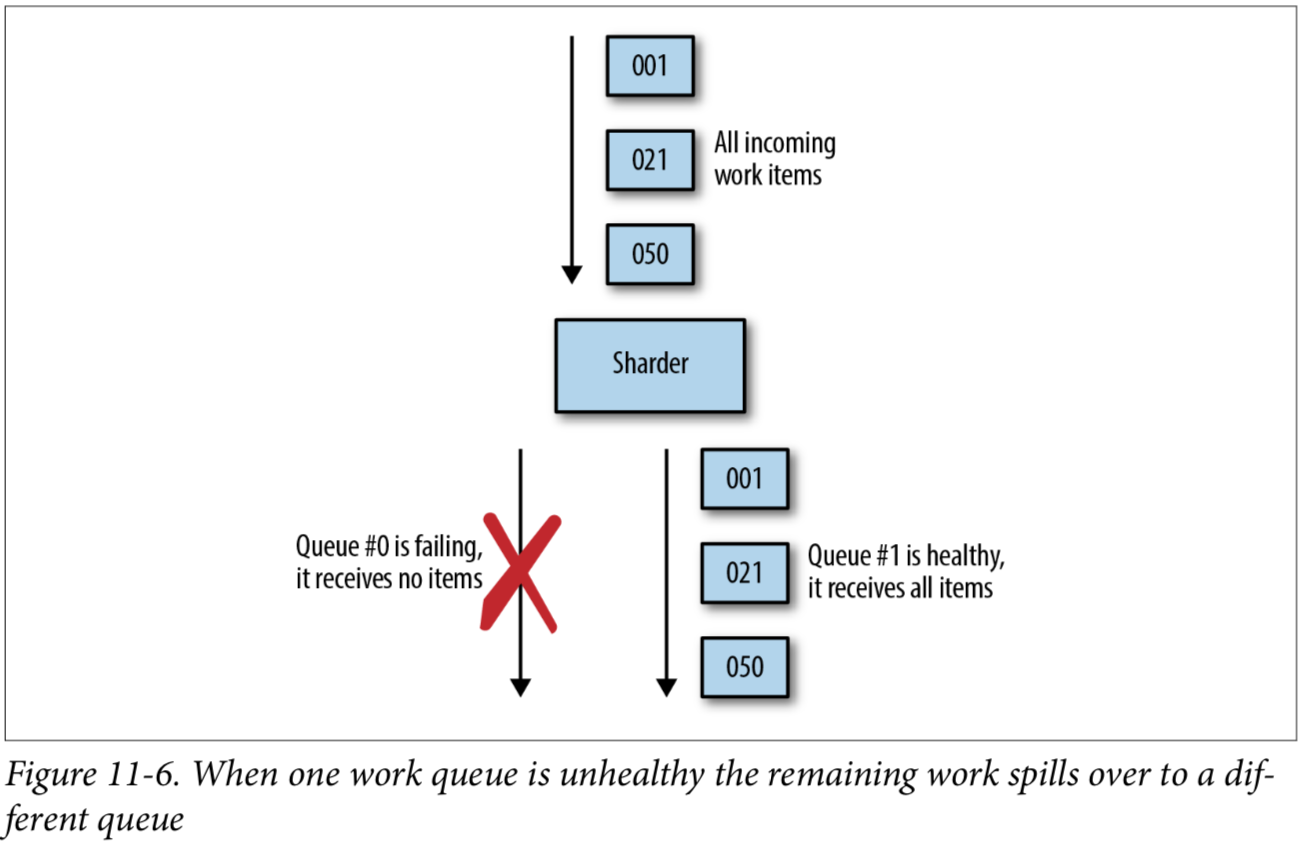 001
021
All incoming
work items
050
Sharder
Queue #0 is failing,
it receives no items
001
021
Queue #1 is healthy,
it receives all items
050
Figure 11-6. When one work queue is unhealthy the remaining work spills over to a dif-
ferent queue